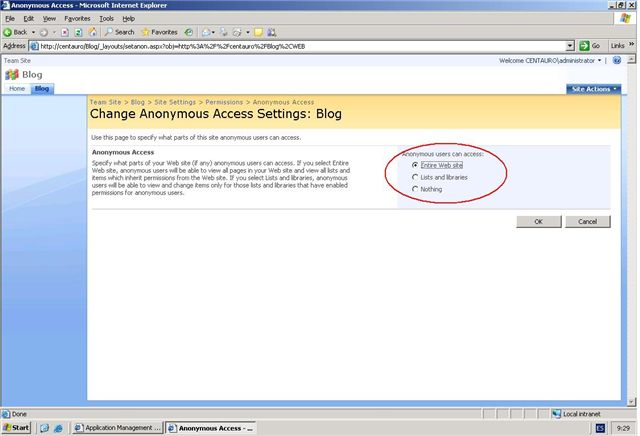 Anonymous Access - Microsoft Internet Explorer
File Edit View Favorites Tools Help
Back Search Favorites
Address http://centauro/Blog/_layouts/setanon.aspx?obj=http%3A%2F%2Fcentauro%2FBlog%2CWEB Go Links »
Team Site Welcome CENTAURO\administrator
Blog
Home Blog Site Actions
Team Site > Blog > Site Settings > Permissions > Anonymous Access
Change Anonymous Access Settings: Blog
Use this page to specify what parts of this site anonymous users can access.
Anonymous Access
Specify what parts of your Web site (if any) anonymous users can access. If you select Entire
Web site, anonymous users will be able to view all pages in your Web site and view all lists and
items which inherit permissions from the Web site. If you select Lists and libraries, anonymous
users will be able to view and change items only for those lists and libraries that have enabled
permissions for anonymous users.
Anonymous users can access:
Entire Web site
Lists and libraries
Nothing
OK Cancel
Done Local intranet
Start Application Management ... Anonymous Access - ... ES 9:29